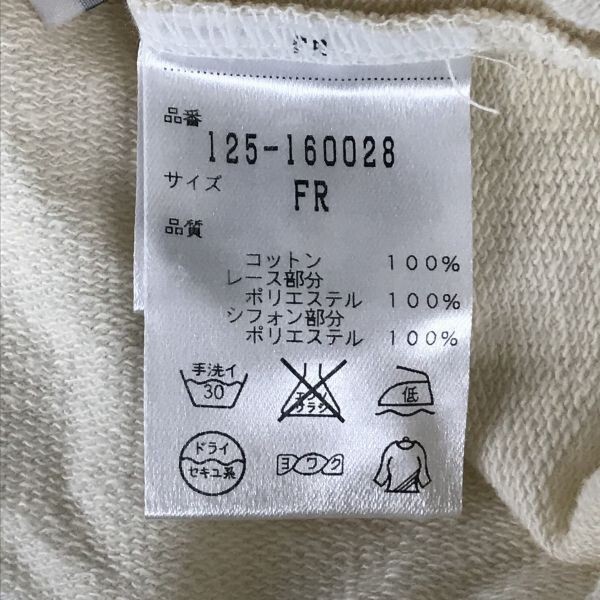 FR
品番
125-160028
サイズ
FR
品質
コットン 100%
レース部分
ポリエステル 100%
シフォン部分
ポリエステル 100%
手洗イ
30
エンソ
サラシ
低
ドライ
セキユ系
ヨワク